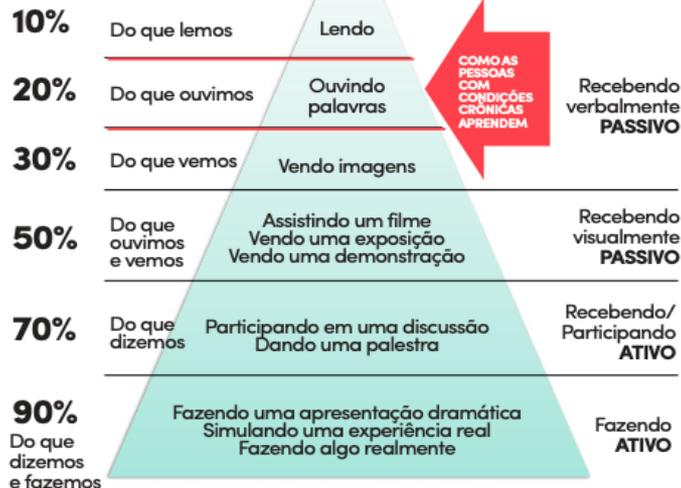 10%
Do que lemos
Lendo
COMO AS
PESSOAS
COM
CONDIÇÕES
CRÔNICAS
APRENDEM
20%
Do que ouvimos
Ouvindo
palavras
Recebendo
verbalmente
PASSIVO
30%
Do que vemos
Vendo imagens
50%
Do que
ouvimos
e vemos
Assistindo um filme
Vendo uma exposição
Vendo uma demonstração
Recebendo
visualmente
PASSIVO
70%
Do que
dizemos
Participando em uma discussão
Dando uma palestra
Recebendo/
Participando
ATIVO
90%
Do que
dizemos
e fazemos
Fazendo uma apresentação dramática
Simulando uma experiência real
Fazendo algo realmente
Fazendo
ATIVO